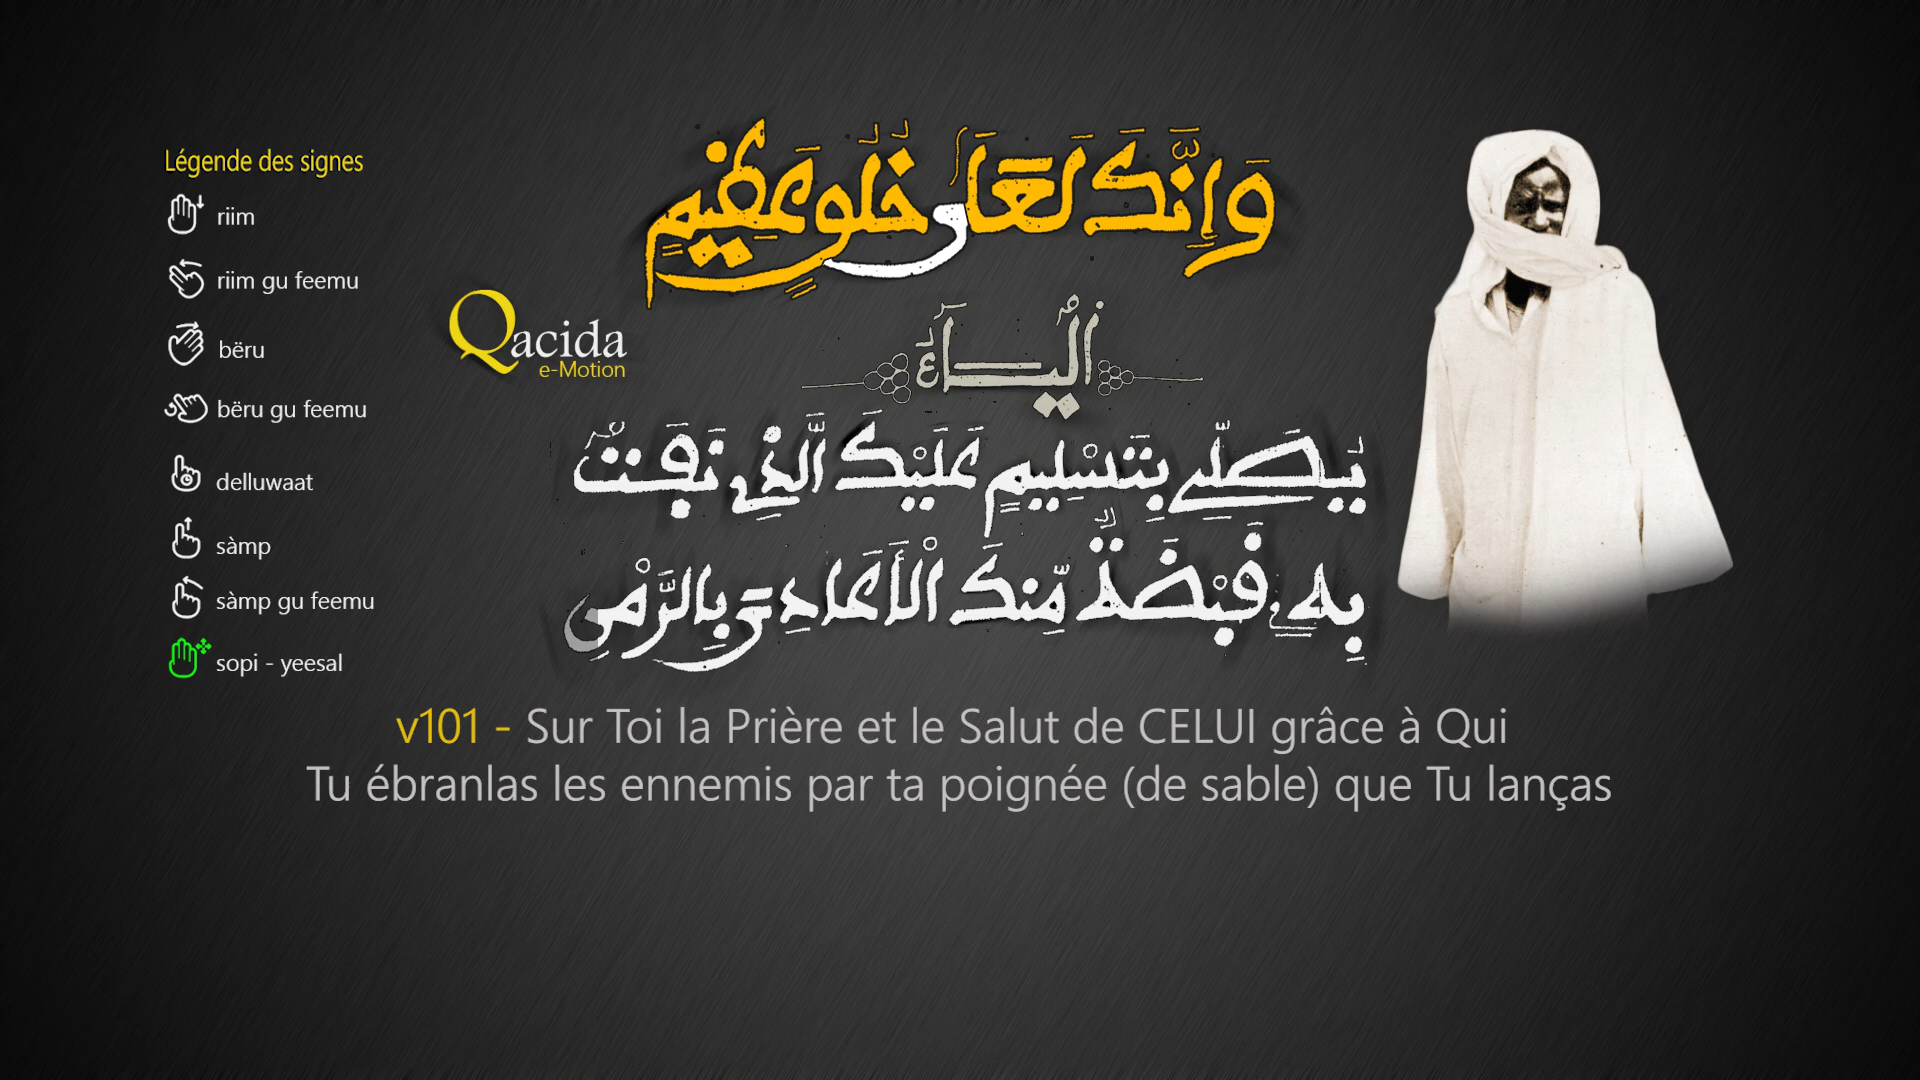 وَإِنَّكَ لَعَلَىٰ خُلُقٍ عَظِيمٍ
Légende des signes
riim
riim gu feemu
bëru
bëru gu feemu
delluwaat
sàmp
sàmp gu feemu
sopi - yeesal
Qacida
e-Motion
اَلْيَاءُ
يُصَلِّي بِتَسْلِيمٍ عَلَيْكَ الَّذِي نَفَتْ
بِهِ قَبْضَةٌ مِّنكَ الْأَعَادِيَ بِالرَّمْيِ
v101 - Sur Toi la Prière et le Salut de CELUI grâce à Qui
Tu ébranlas les ennemis par ta poignée (de sable) que Tu lanças